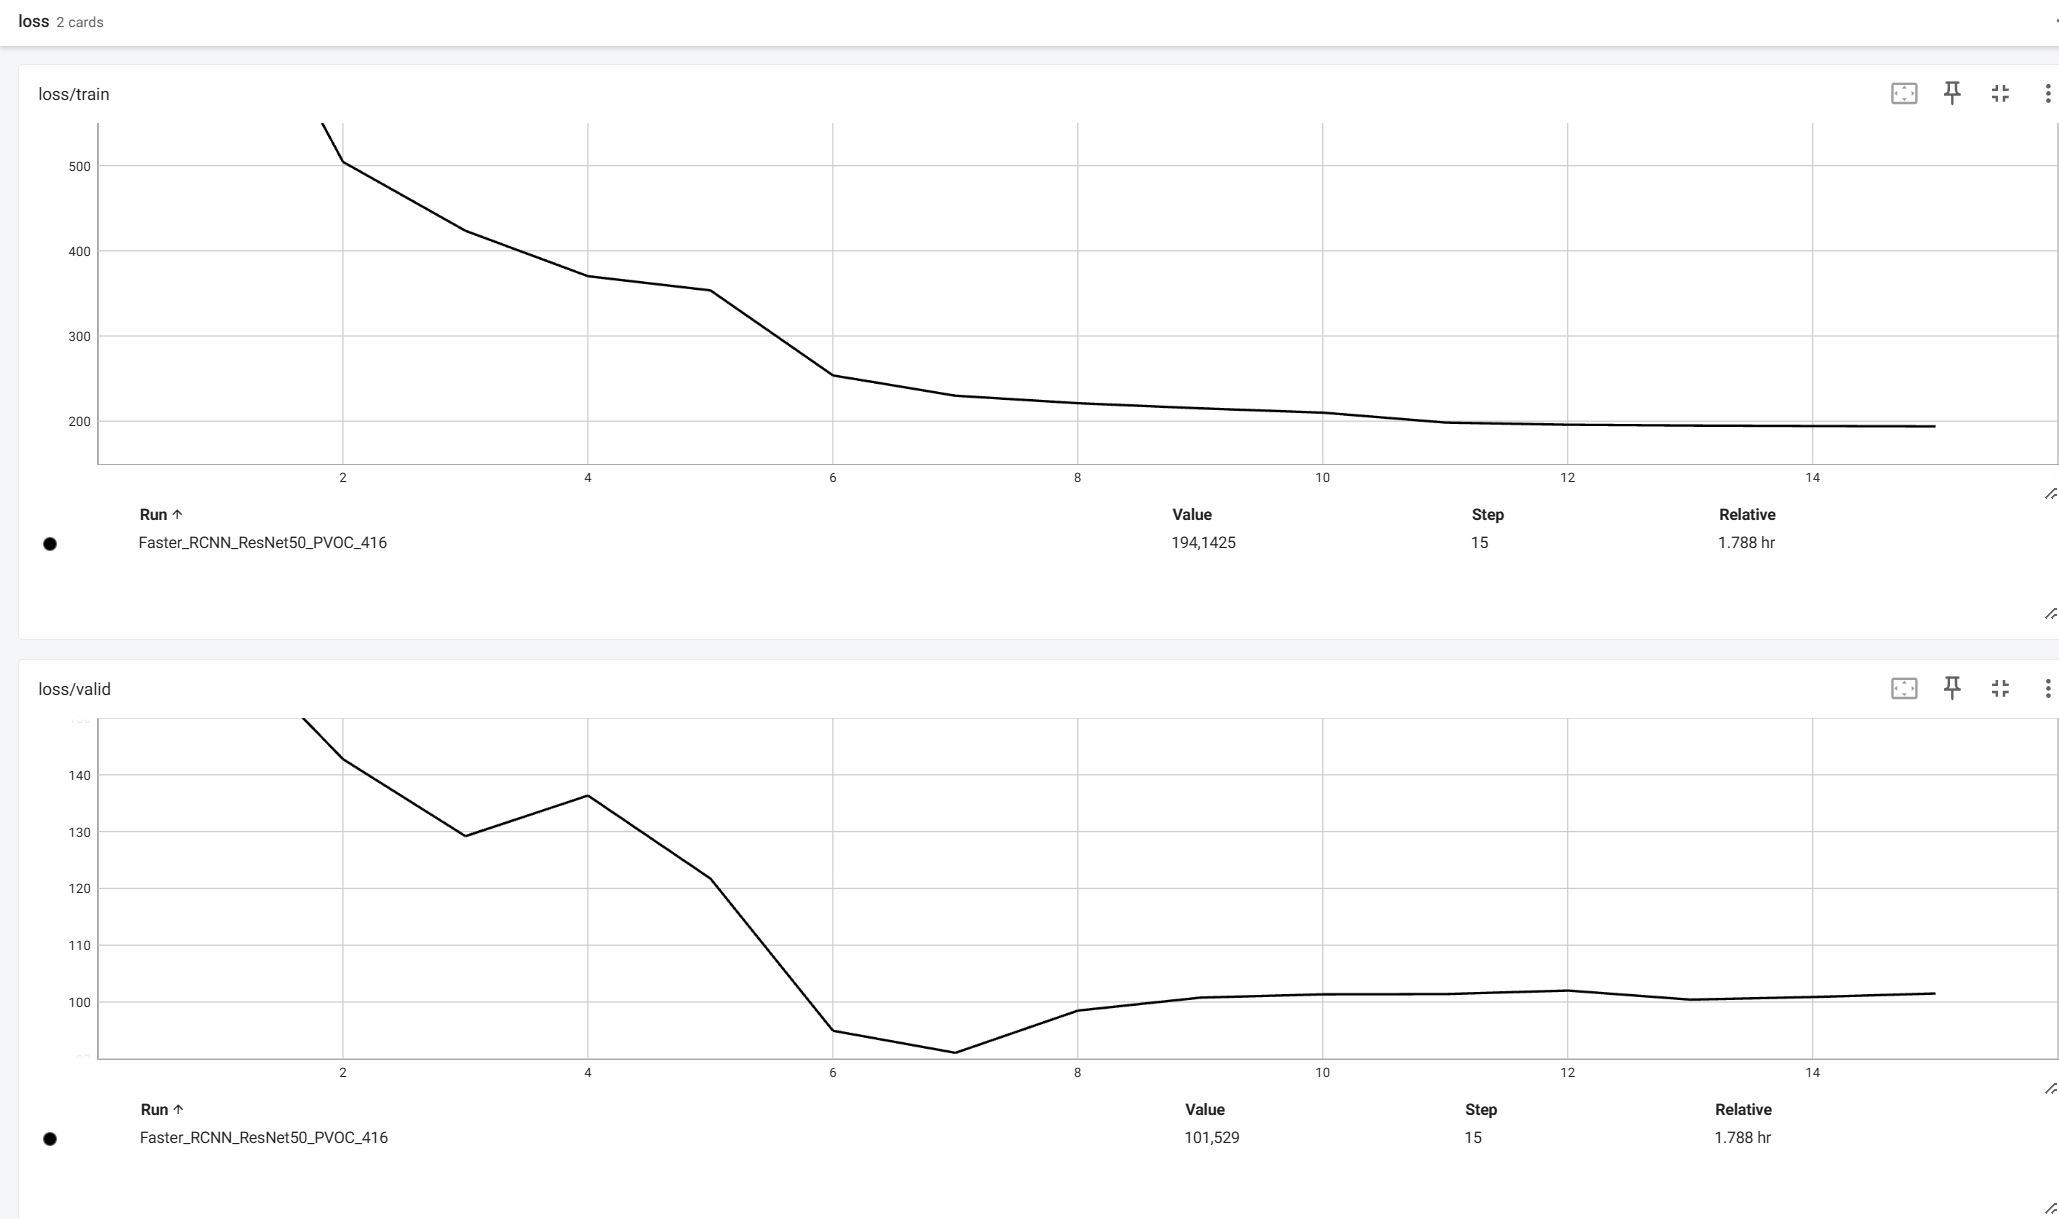 loss 2 cards
loss/train
500
400
300
200
2 4 6 8 10 12 14
Run ↑ Value Step Relative
Faster_RCNN_ResNet50_PVOC_416 194,1425 15 1.788 hr
loss/valid
140
130
120
110
100
2 4 6 8 10 12 14
Run ↑ Value Step Relative
Faster_RCNN_ResNet50_PVOC_416 101,529 15 1.788 hr